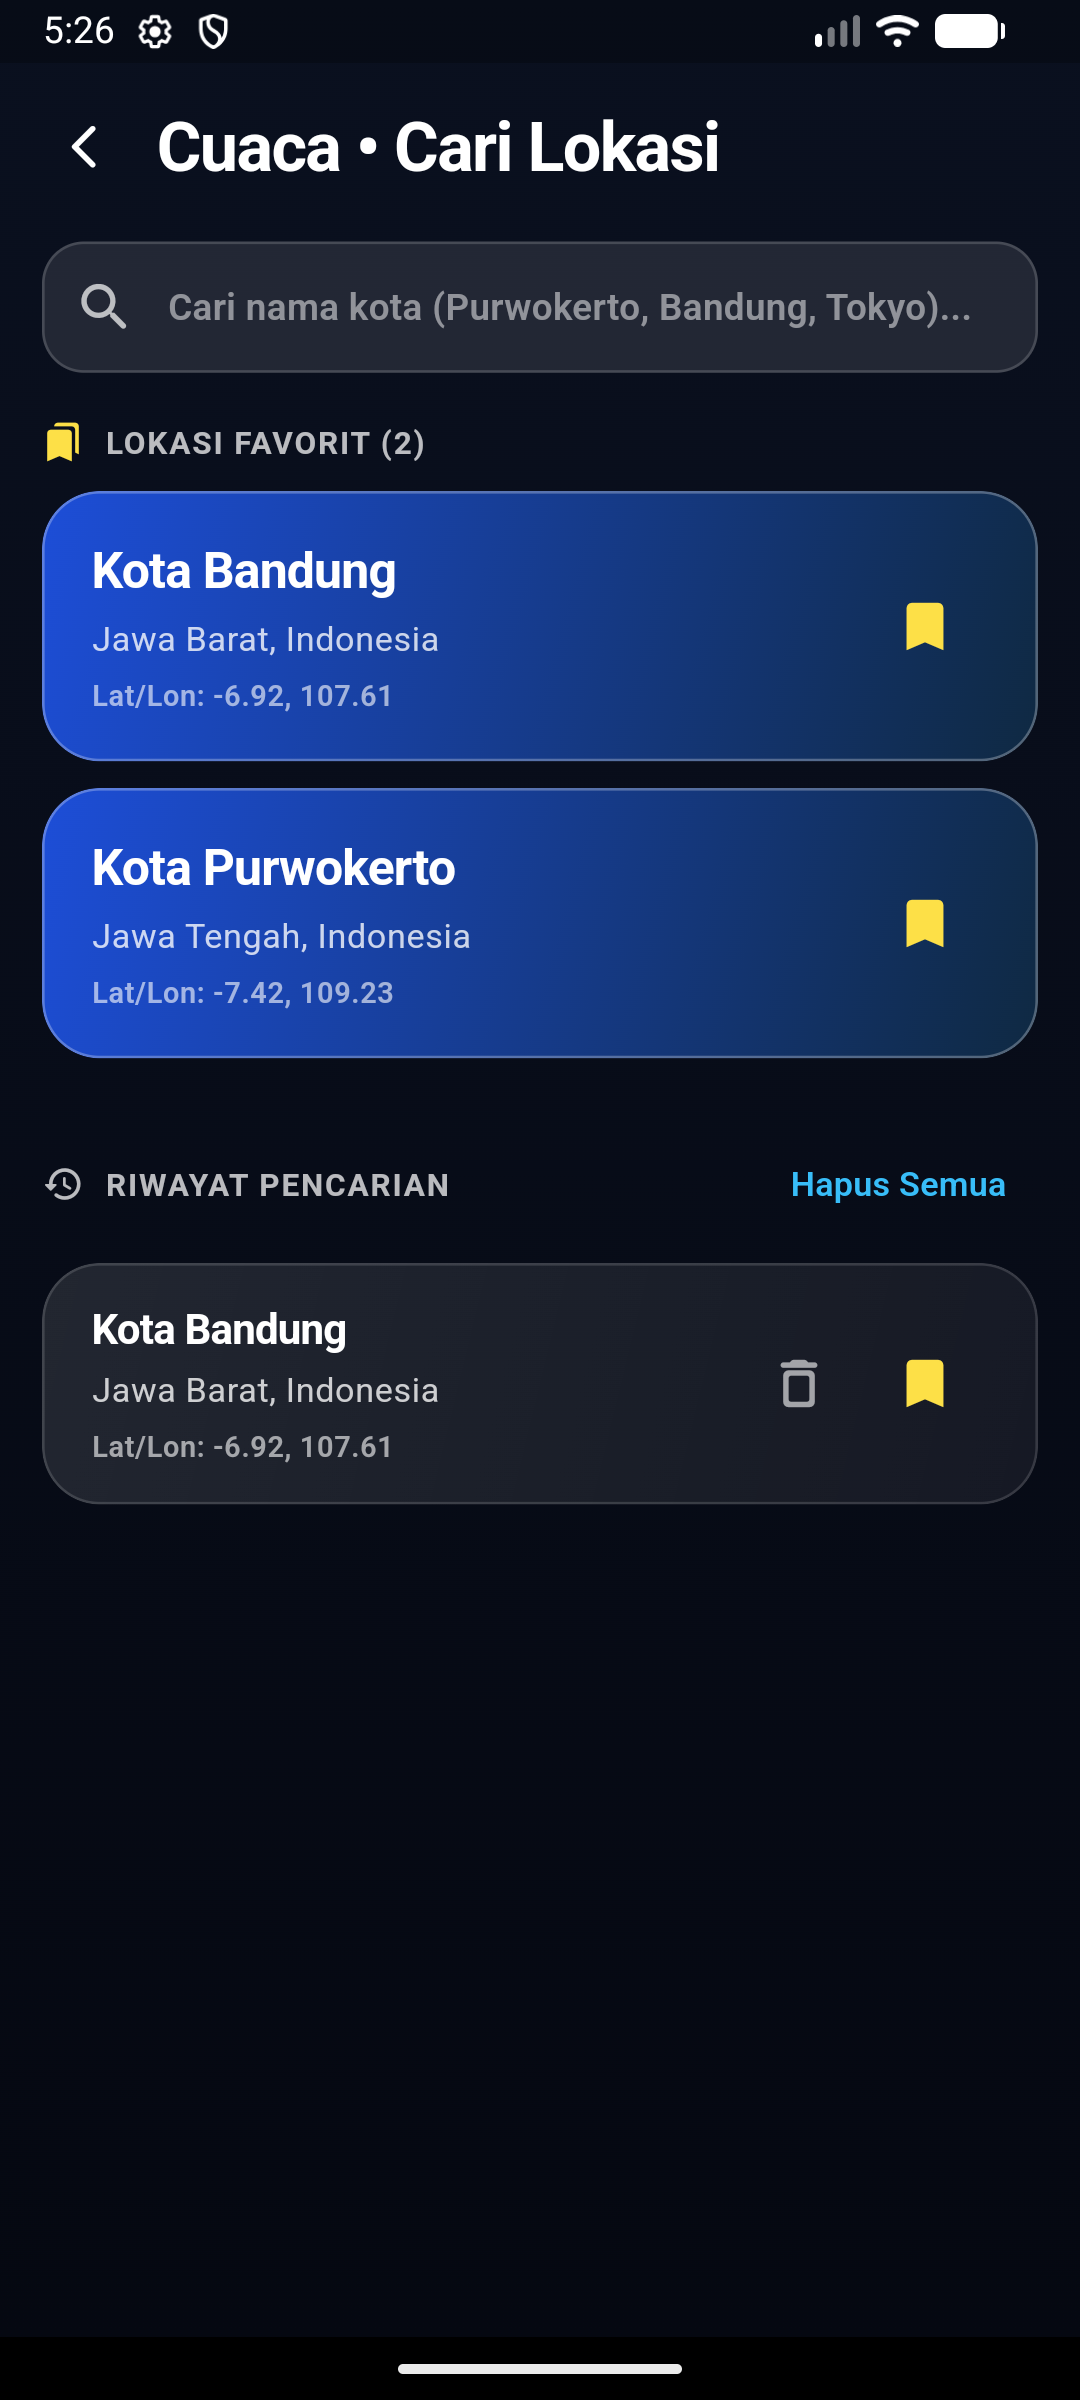 5:26
Cuaca • Cari Lokasi
Cari nama kota (Purwokerto, Bandung, Tokyo)...
LOKASI FAVORIT (2)
Kota Bandung
Jawa Barat, Indonesia
Lat/Lon: -6.92, 107.61
Kota Purwokerto
Jawa Tengah, Indonesia
Lat/Lon: -7.42, 109.23
RIWAYAT PENCARIAN
Hapus Semua
Kota Bandung
Jawa Barat, Indonesia
Lat/Lon: -6.92, 107.61